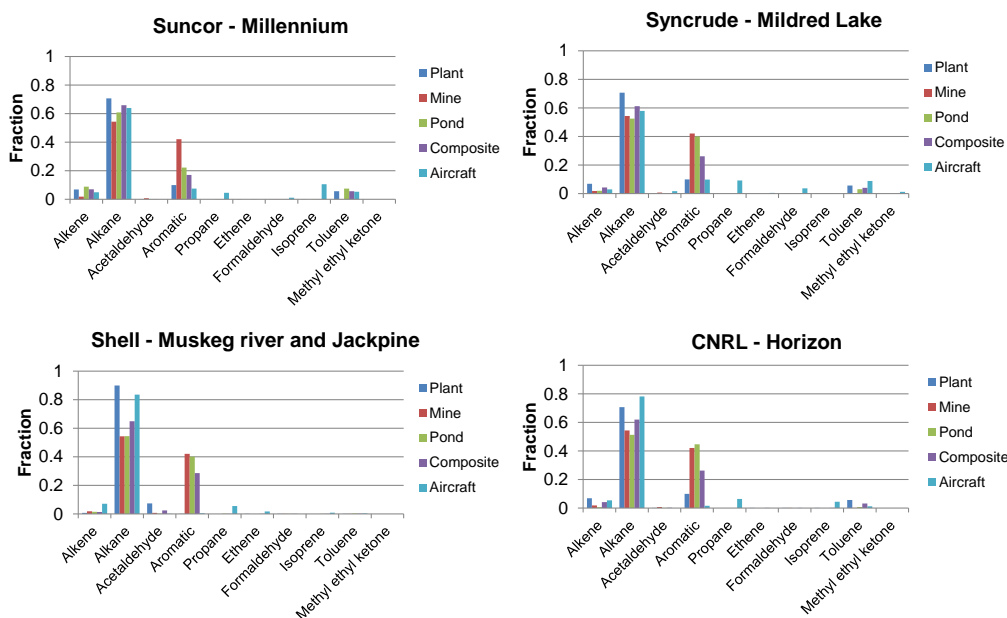 Suncor - Millennium
Fraction
1
0.8
0.6
0.4
0.2
0
Alkene
Alkane
Acetaldehyde
Aromatic
Propane
Ethene
Formaldehyde
Isoprene
Toluene
Methyl ethyl ketone
Plant
Mine
Pond
Composite
Aircraft
Syncrude - Mildred Lake
Fraction
1
0.8
0.6
0.4
0.2
0
Alkene
Alkane
Acetaldehyde
Aromatic
Propane
Ethene
Formaldehyde
Isoprene
Toluene
Methyl ethyl ketone
Plant
Mine
Pond
Composite
Aircraft
Shell - Muskeg river and Jackpine
Fraction
1
0.8
0.6
0.4
0.2
0
Alkene
Alkane
Acetaldehyde
Aromatic
Propane
Ethene
Formaldehyde
Isoprene
Toluene
Methyl ethyl ketone
Plant
Mine
Pond
Composite
Aircraft
CNRL - Horizon
Fraction
1
0.8
0.6
0.4
0.2
0
Alkene
Alkane
Acetaldehyde
Aromatic
Propane
Ethene
Formaldehyde
Isoprene
Toluene
Methyl ethyl ketone
Plant
Mine
Pond
Composite
Aircraft